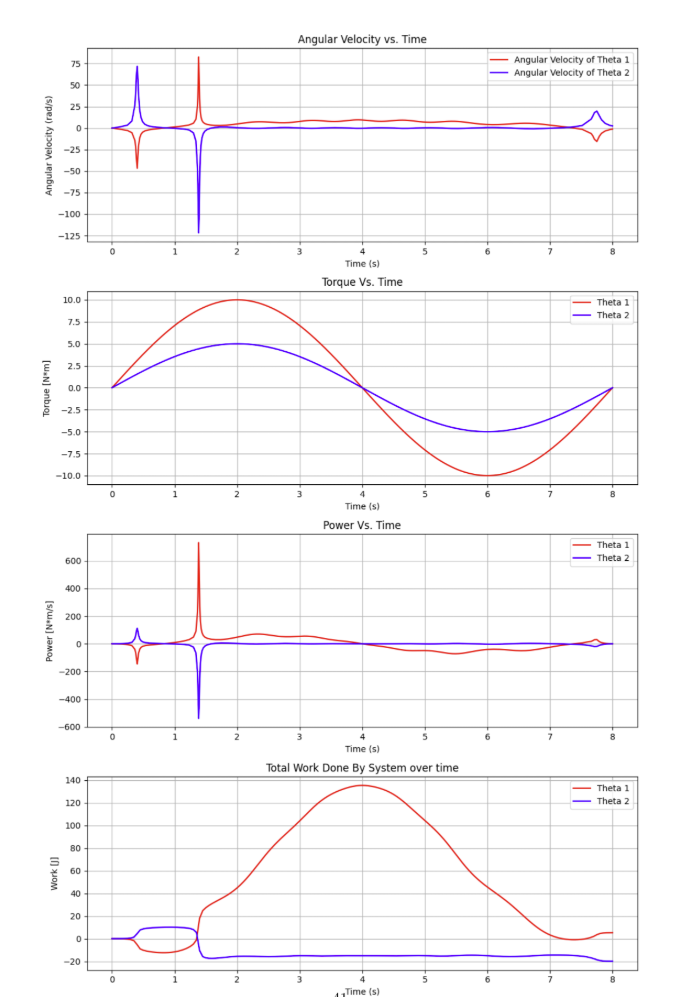 Angular Velocity vs. Time
Angular Velocity (rad/s)
75
50
25
0
−25
−50
−75
−100
−125
Angular Velocity of Theta 1
Angular Velocity of Theta 2
0 1 2 3 4 5 6 7 8
Time (s)
Torque Vs. Time
Torque [N*m]
10.0
7.5
5.0
2.5
0.0
−2.5
−5.0
−7.5
−10.0
Theta 1
Theta 2
0 1 2 3 4 5 6 7 8
Time (s)
Power Vs. Time
Power [N*m/s]
600
400
200
0
−200
−400
−600
Theta 1
Theta 2
0 1 2 3 4 5 6 7 8
Time (s)
Total Work Done By System over time
Work [J]
140
120
100
80
60
40
20
0
−20
Theta 1
Theta 2
0 1 2 3 4 5 6 7 8
Time (s)